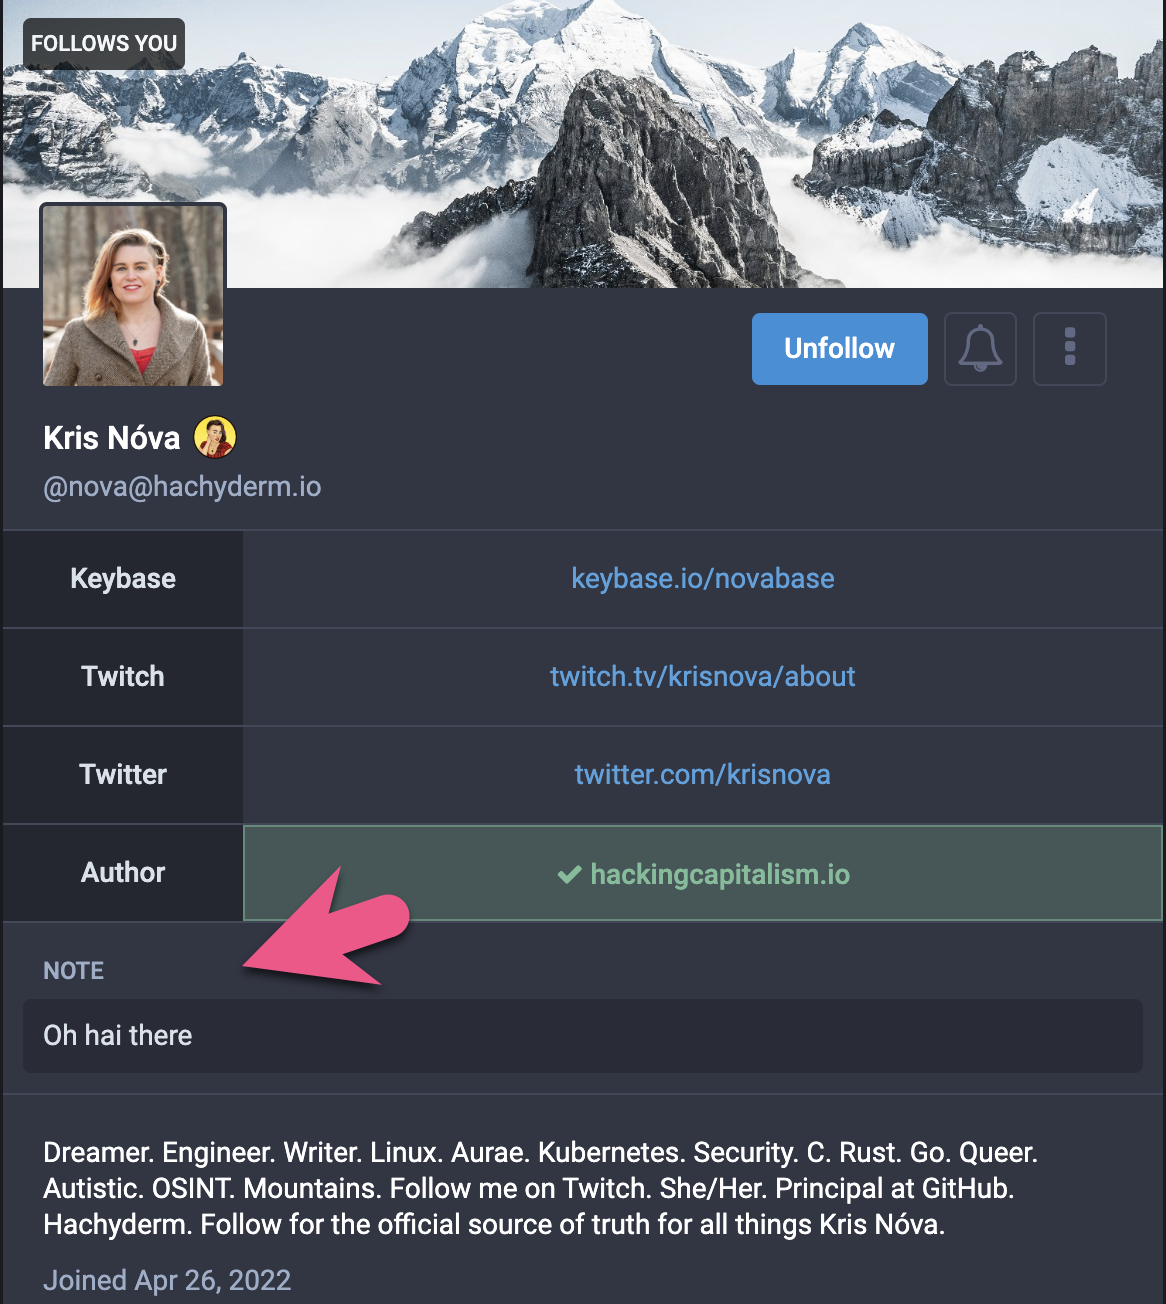 FOLLOWS YOU
Unfollow
Kris Nóva
@nova@hachyderm.io
Keybase
keybase.io/novabase
Twitch
twitch.tv/krisnova/about
Twitter
twitter.com/krisnova
Author
hackingcapitalism.io
NOTE
Oh hai there
Dreamer. Engineer. Writer. Linux. Aurae. Kubernetes. Security. C. Rust. Go. Queer.
Autistic. OSINT. Mountains. Follow me on Twitch. She/Her. Principal at GitHub.
Hachyderm. Follow for the official source of truth for all things Kris Nóva.
Joined Apr 26, 2022